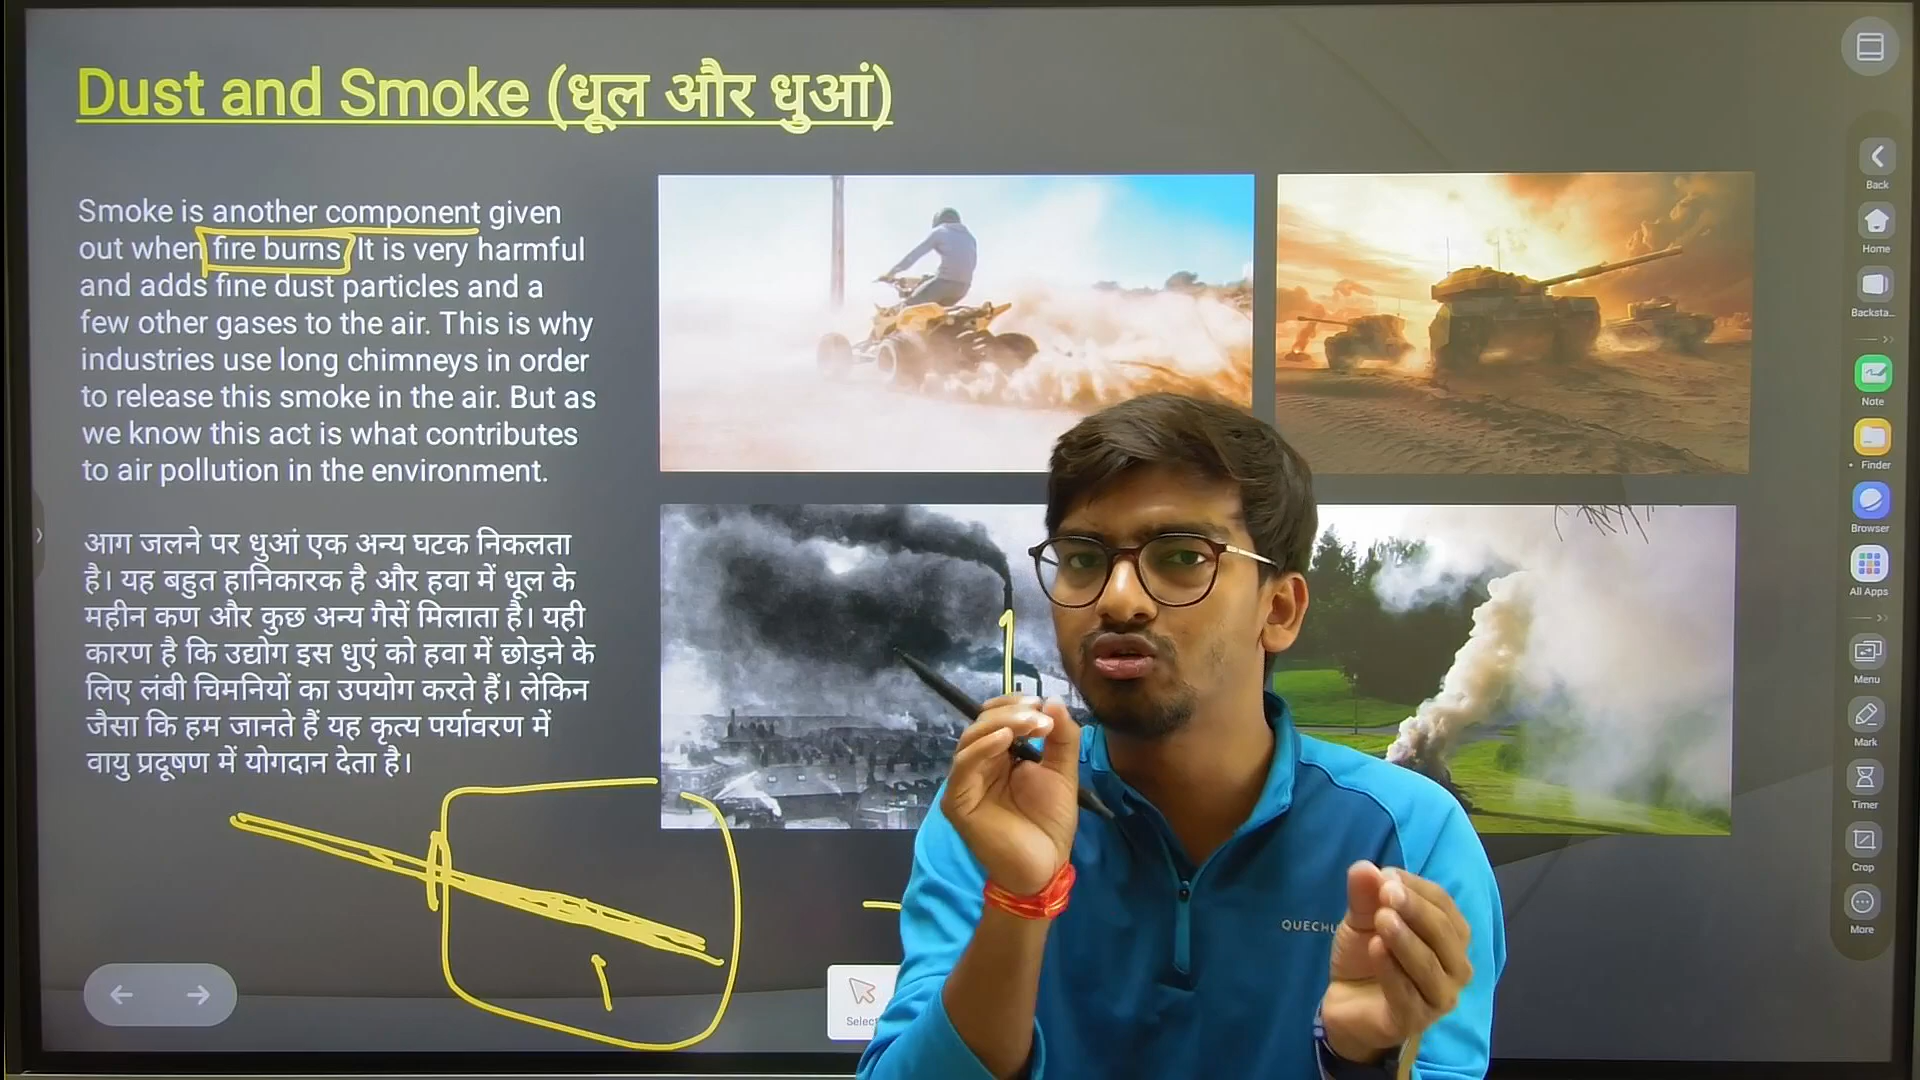 Dust and Smoke (धूल और धुआं)
Smoke is another component given
out when fire burns. It is very harmful
and adds fine dust particles and a
few other gases to the air. This is why
industries use long chimneys in order
to release this smoke in the air. But as
we know this act is what contributes
to air pollution in the environment.
आग जलने पर धुआं एक अन्य घटक निकलता
है। यह बहुत हानिकारक है और हवा में धूल के
महीन कण और कुछ अन्य गैसें मिलाता है। यही
कारण है कि उद्योग इस धुएं को हवा में छोड़ने के
लिए लंबी चिमनियों का उपयोग करते हैं। लेकिन
जैसा कि हम जानते हैं यह कृत्य पर्यावरण में
वायु प्रदूषण में योगदान देता है।
Select
Back
Home
Backsta...
Note
Finder
Browser
All Apps
Menu
Mark
Timer
Crop
More